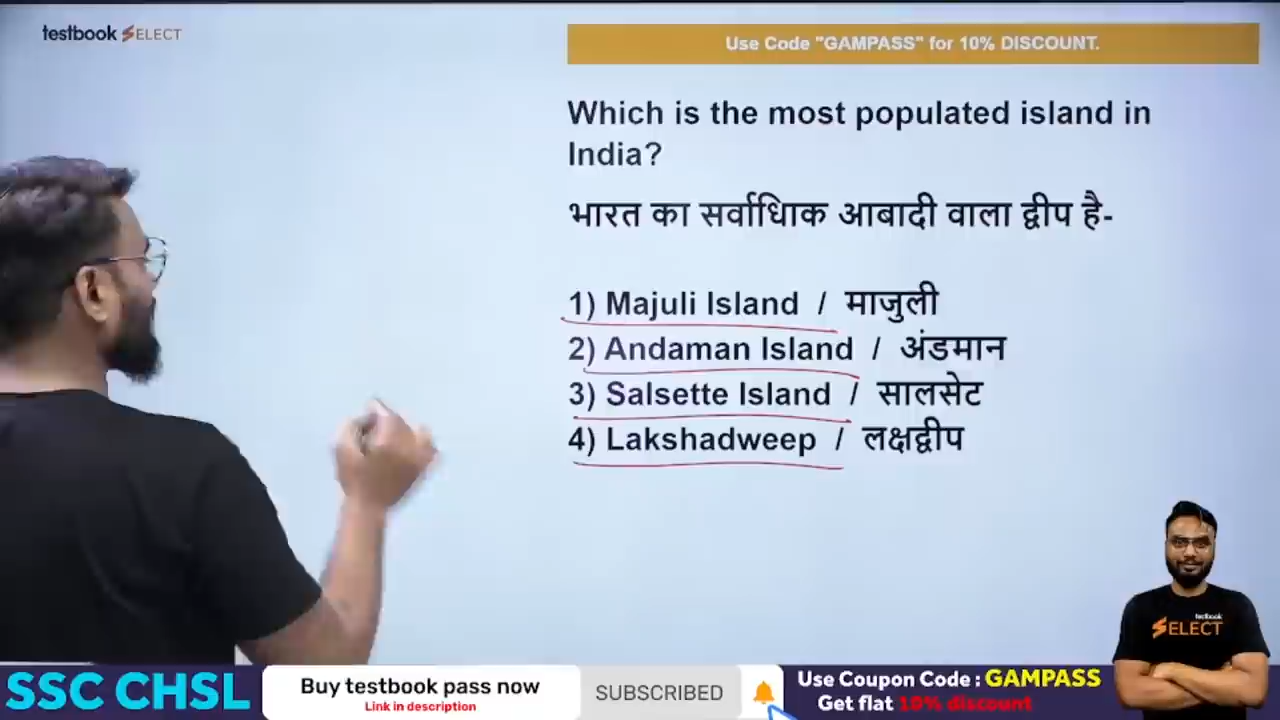 testbook SELECT
Use Code "GAMPASS" for 10% DISCOUNT.
Which is the most populated island in
India?
भारत का सर्वाधिाक आबादी वाला द्वीप है-
1) Majuli Island / माजुली
2) Andaman Island / अंडमान
3) Salsette Island / सालसेट
4) Lakshadweep / लक्षद्वीप
testbook
SELECT
SSC CHSL
Buy testbook pass now
Link in description
SUBSCRIBED
Use Coupon Code : GAMPASS
Get flat 10% discount